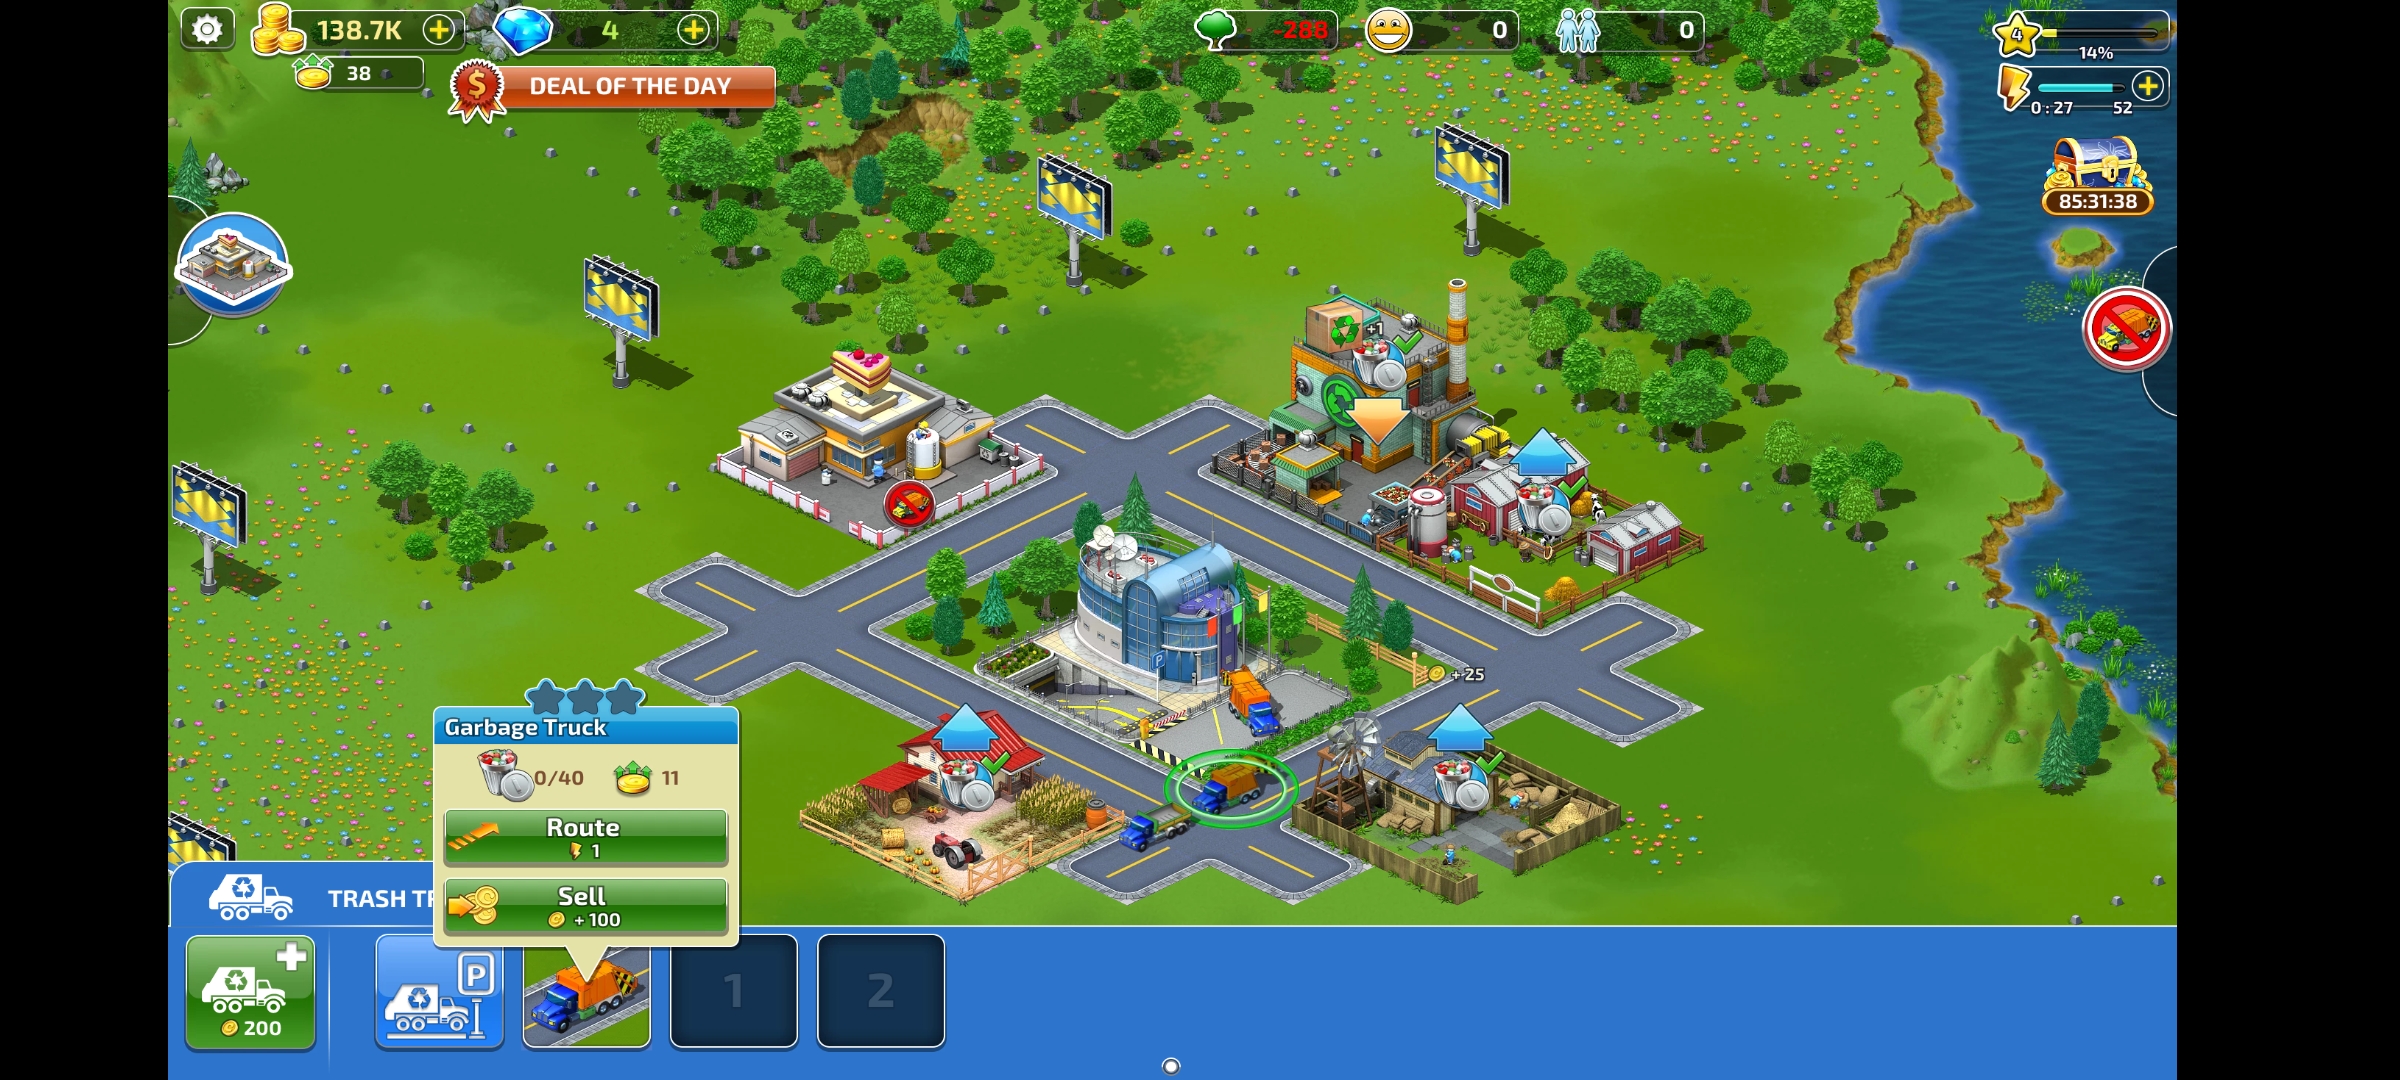 138.7K
4
-288
0
0
4
14%
38
DEAL OF THE DAY
0:27
52
85:31:38
+1
+25
P
Garbage Truck
0/40
11
Route
1
Sell
+100
TRASH TR
200
P
1
2